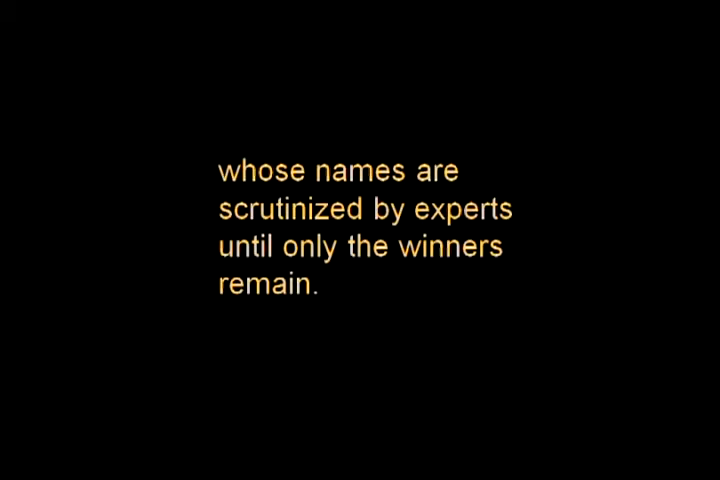 whose names are
scrutinized by experts
until only the winners
remain.